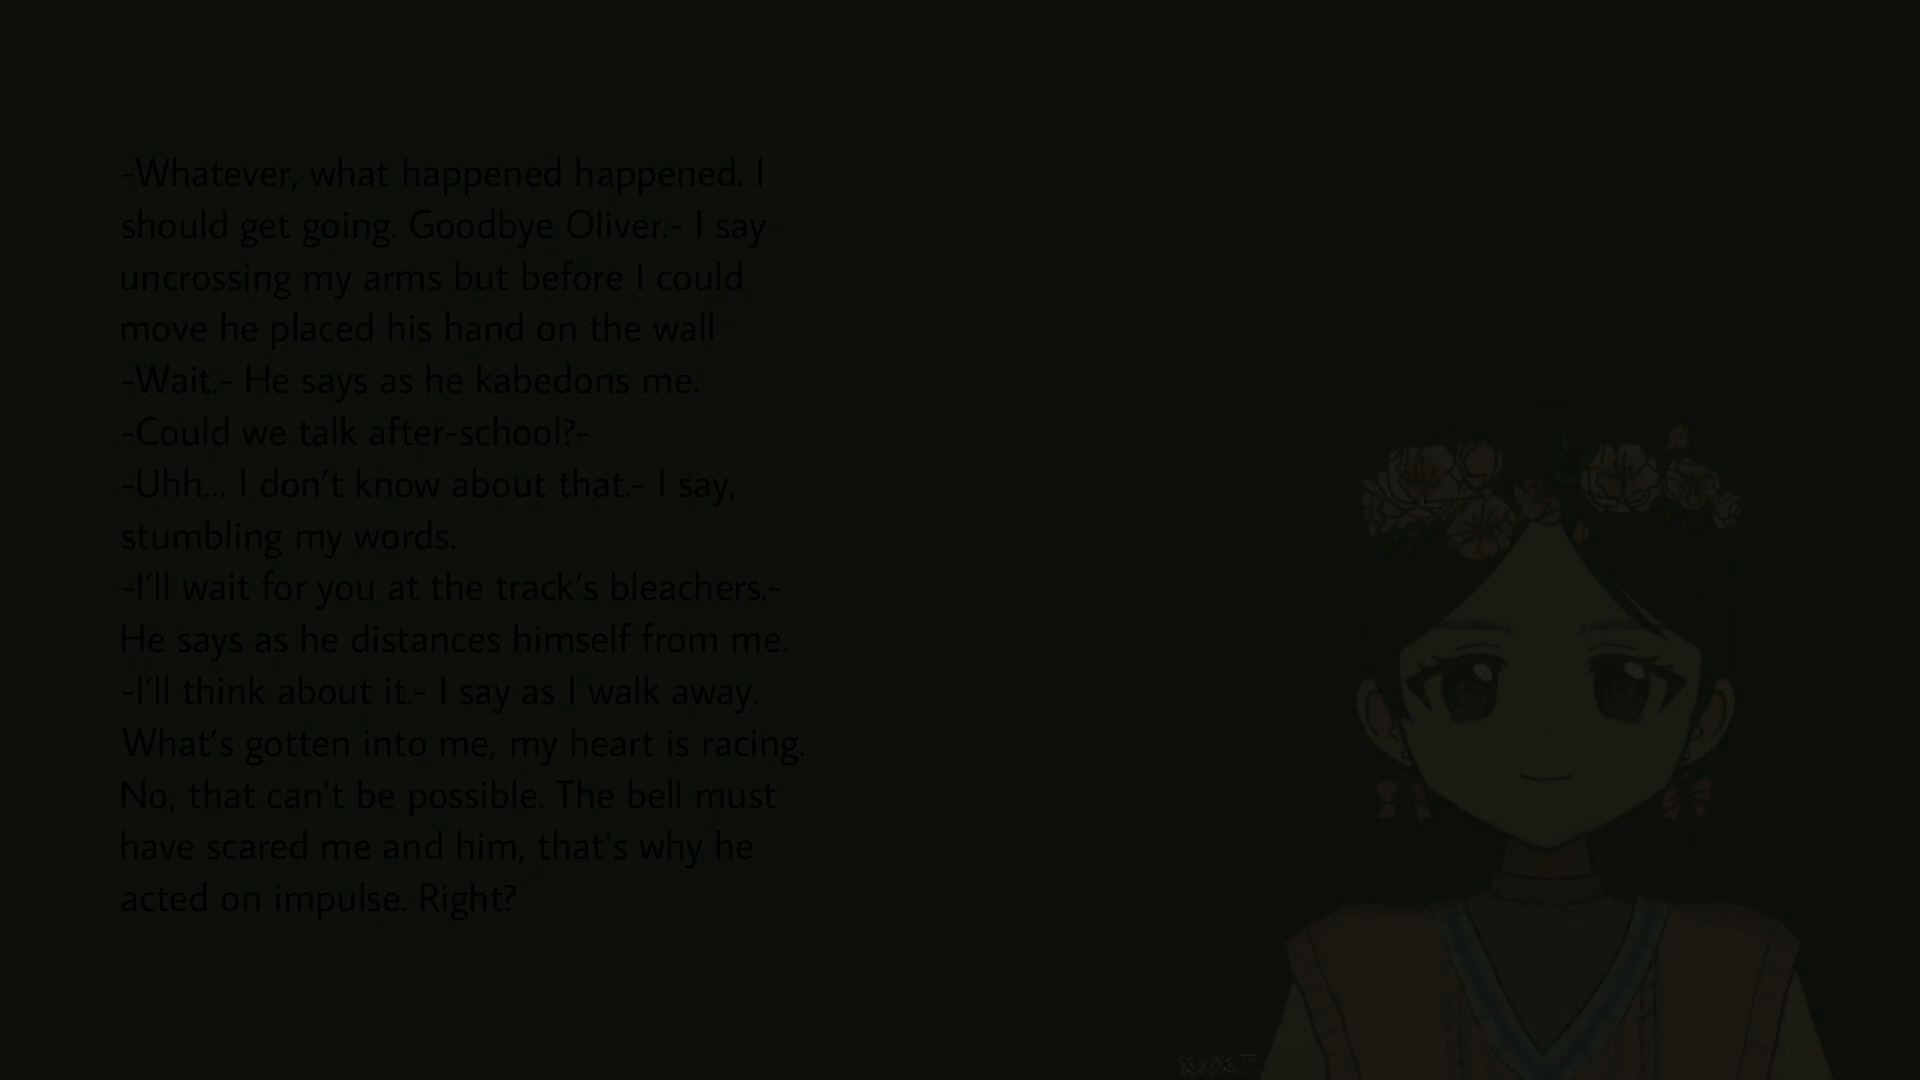 -Whatever, what happened happened. I
should get going. Goodbye Oliver.- I say
uncrossing my arms but before I could
move he placed his hand on the wall
-Wait.- He says as he kabedons me.
-Could we talk after-school?-
-Uhh... I don’t know about that.- I say,
stumbling my words.
-I’ll wait for you at the track’s bleachers.-
He says as he distances himself from me.
-I’ll think about it.- I say as I walk away.
What’s gotten into me, my heart is racing.
No, that can’t be possible. The bell must
have scared me and him, that’s why he
acted on impulse. Right?